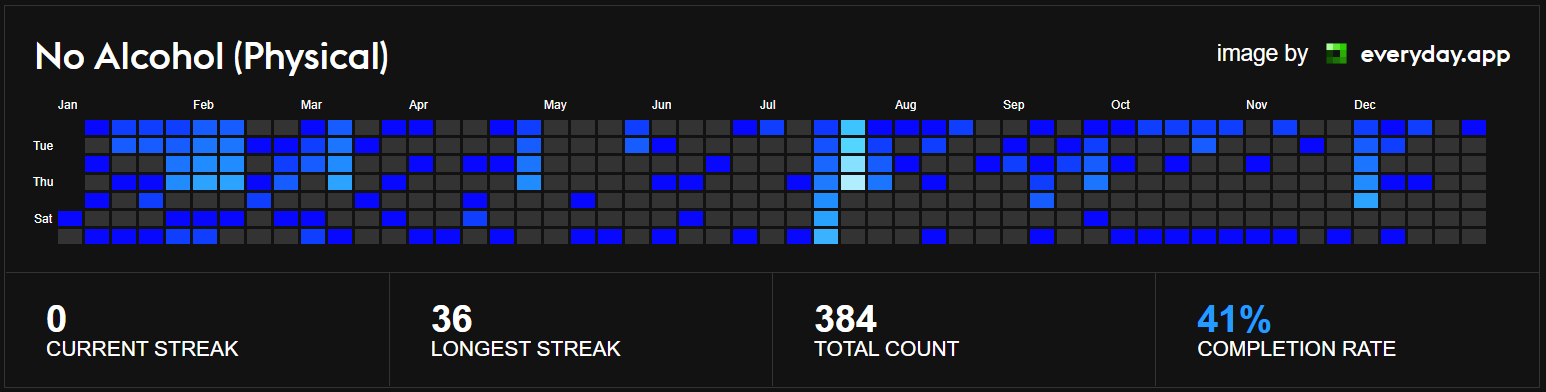 No Alcohol (Physical)
image by everyday.app
Jan Feb Mar Apr May Jun Jul Aug Sep Oct Nov Dec
Tue
Thu
Sat
0 36 384 41%
CURRENT STREAK LONGEST STREAK TOTAL COUNT COMPLETION RATE